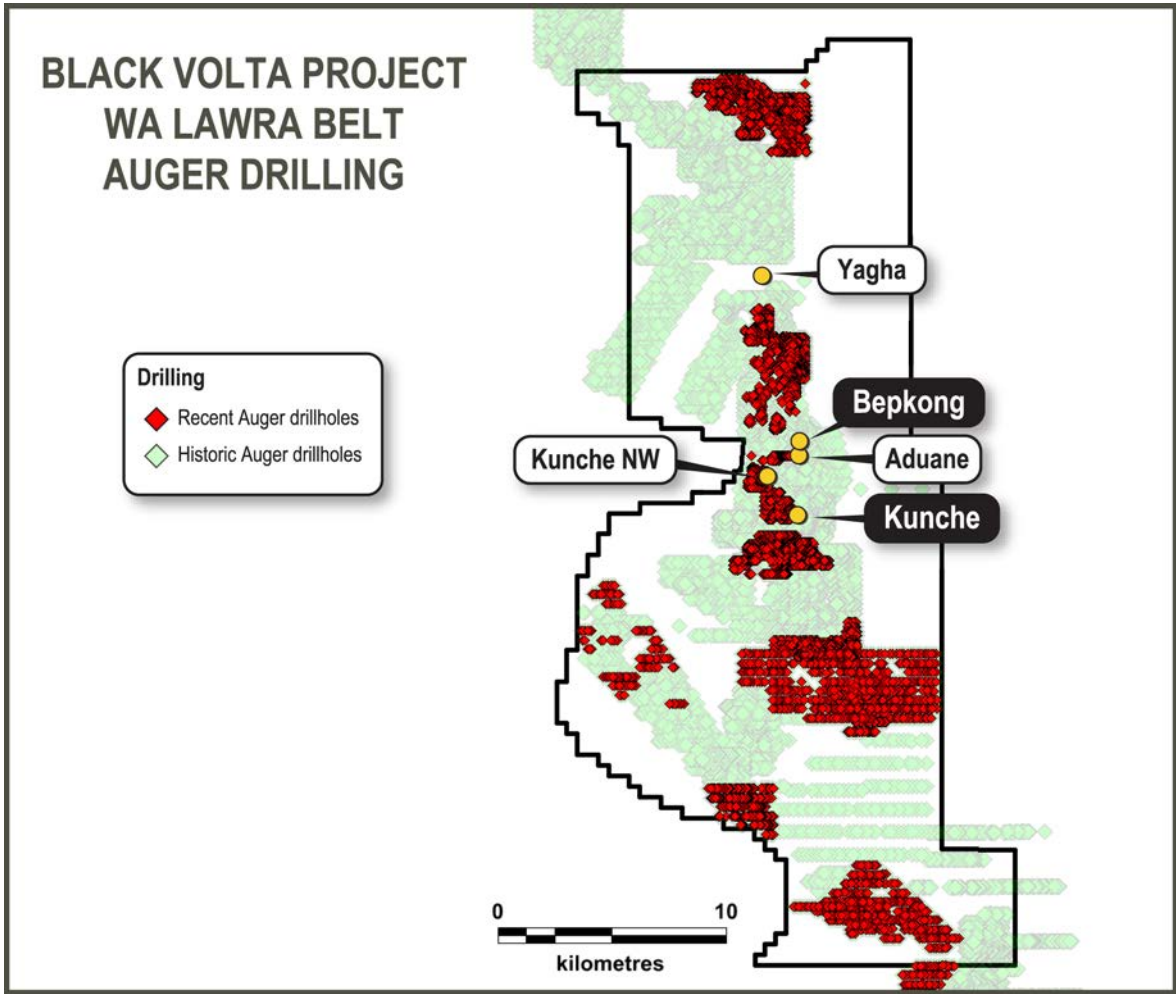 BLACK VOLTA PROJECT
WA LAWRA BELT
AUGER DRILLING
Yagha
Drilling
Recent Auger drillholes
Historic Auger drillholes
Bepkong
Kunche NW
Aduane
Kunche
0 10
kilometres